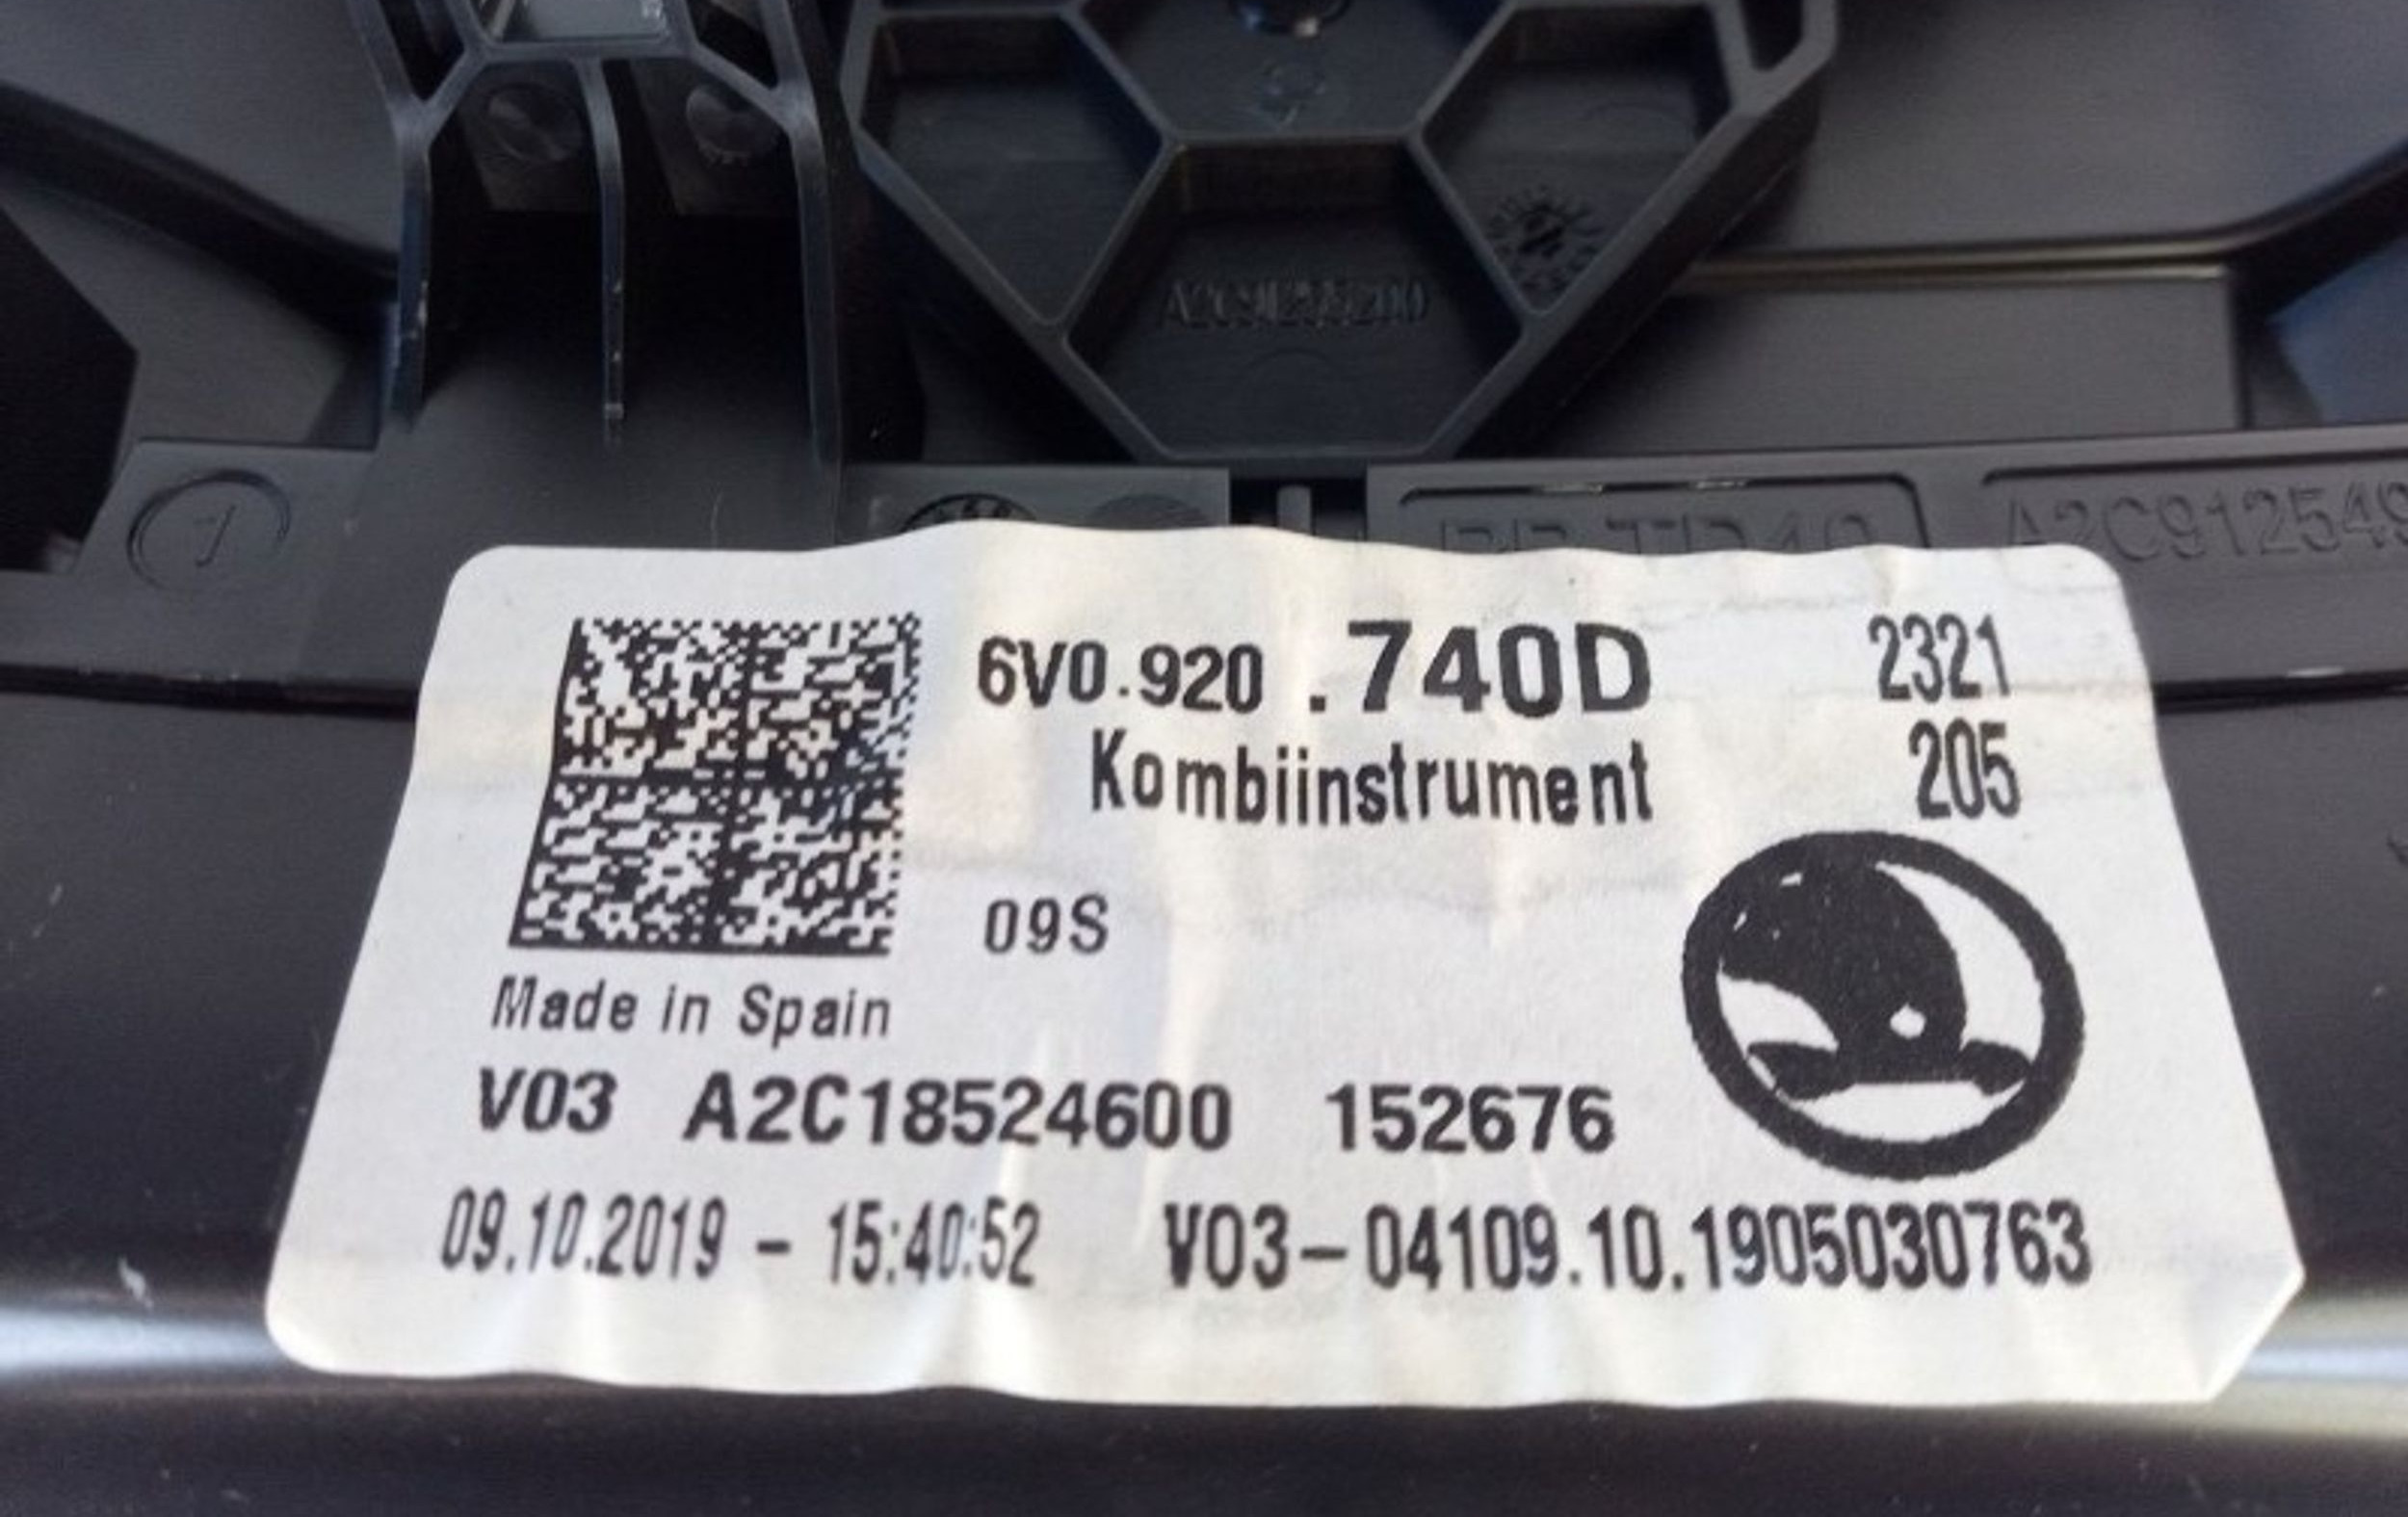 A2C912549
6V0.920 .740D 2321
Kombiinstrument 205
09S
Made in Spain
V03 A2C18524600 152676
09.10.2019 - 15:40:52 V03-04109.10.1905030763